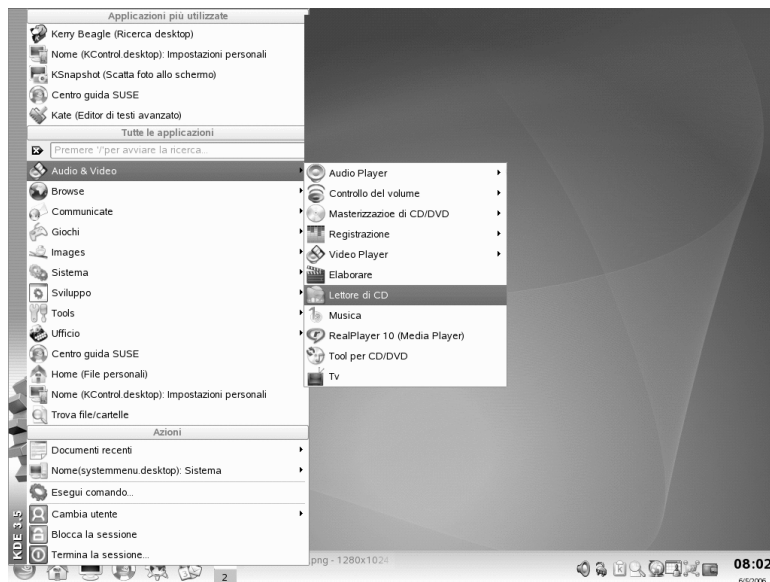 Applicazioni più utilizzate
Kerry Beagle (Ricerca desktop)
Nome (KControl.desktop): Impostazioni personali
KSnapshot (Scatta foto allo schermo)
Centro guida SUSE
Kate (Editor di testi avanzato)
Tutte le applicazioni
Premere '/'per avviare la ricerca...
Audio & Video
Browse
Communicate
Giochi
Images
Sistema
Sviluppo
Tools
Ufficio
Centro guida SUSE
Home (File personali)
Nome (KControl.desktop): Impostazioni personali
Trova file/cartelle
Azioni
Documenti recenti
Nome(systemmenu.desktop): Sistema
Esegui comando...
Cambia utente
Blocca la sessione
Termina la sessione...
KDE 3.5
Audio Player
Controllo del volume
Masterizzazioe di CD/DVD
Registrazione
Video Player
Elaborare
Lettore di CD
Musica
RealPlayer 10 (Media Player)
Tool per CD/DVD
Tv
png - 1280x1024
2
08:02